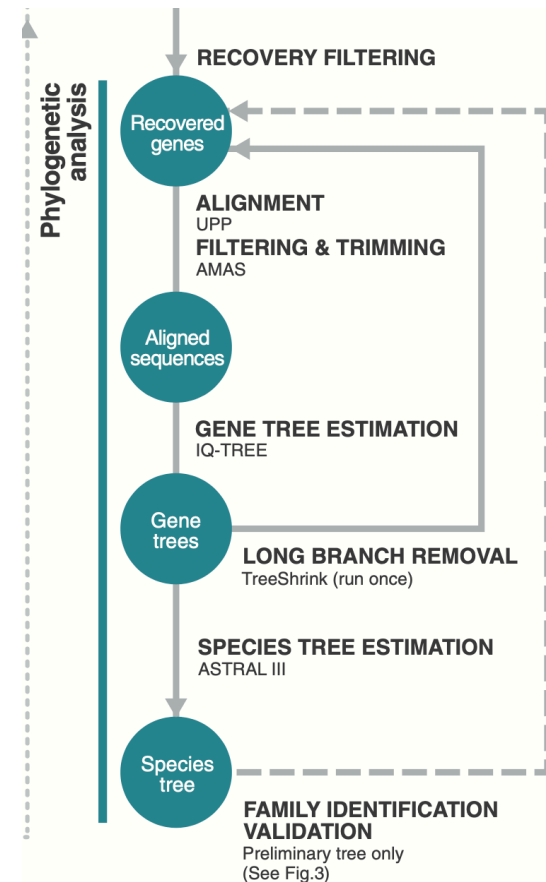 RECOVERY FILTERING
Phylogenetic
analysis
Recovered
genes
ALIGNMENT
UPP
FILTERING & TRIMMING
AMAS
Aligned
sequences
GENE TREE ESTIMATION
IQ-TREE
Gene
trees
LONG BRANCH REMOVAL
TreeShrink (run once)
SPECIES TREE ESTIMATION
ASTRAL III
Species
tree
FAMILY IDENTIFICATION
VALIDATION
Preliminary tree only
(See Fig.3)